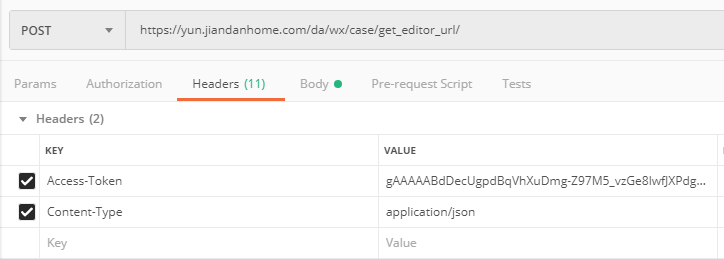 POST https://yun.jiandanhome.com/da/wx/case/get_editor_url/
Params Authorization Headers (11) Body Pre-request Script Tests
Headers (2)
KEY VALUE
Access-Token gAAAAABdDecUgpdBqVhXuDmg-Z97M5_vzGe8lwfJXPdg...
Content-Type application/json
Key Value